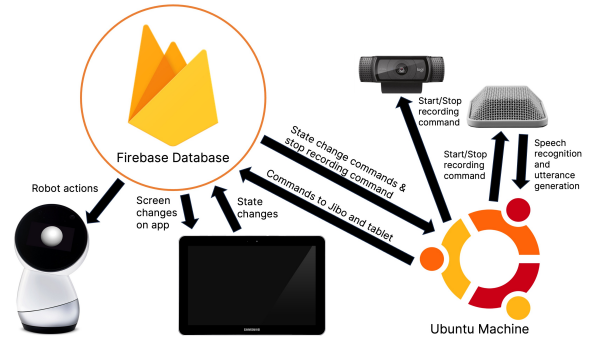 Start/Stop
recording
command
Firebase Database
State change commands &
stop recording command
Start/Stop
recording
command
Speech
recognition
and
utterance
generation
Robot actions
Screen
changes
on app
State
changes
Commands to Jibo and tablet
SAMSUNG
Ubuntu Machine